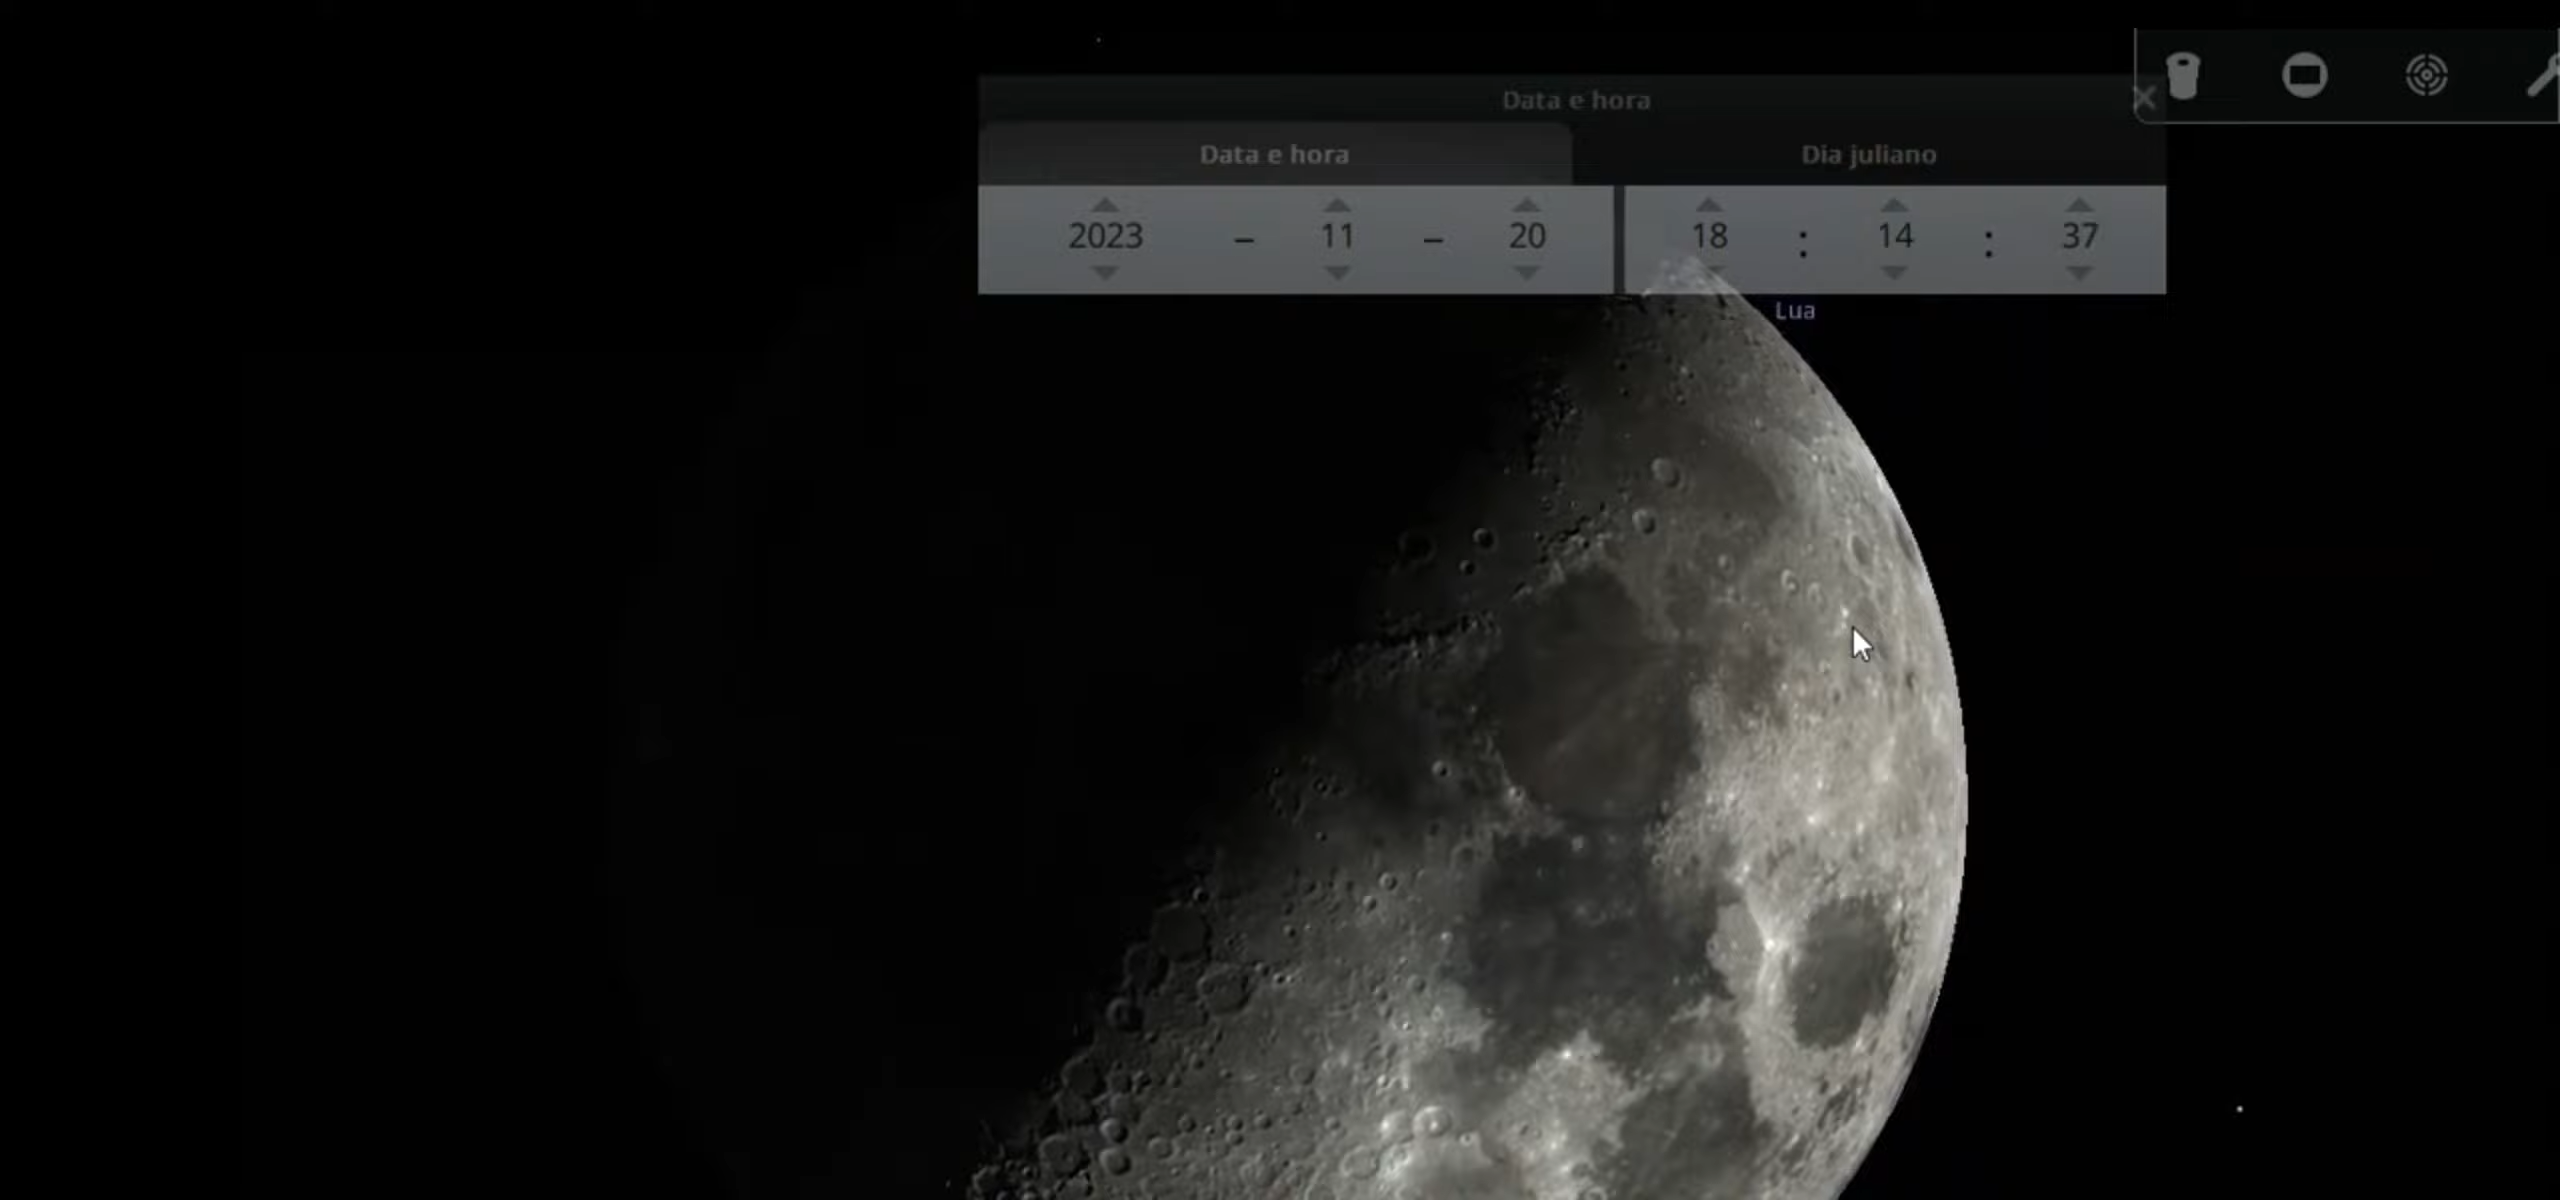 Data e hora
Data e hora Dia juliano
2023 – 11 – 20 18 : 14 : 37
Lua